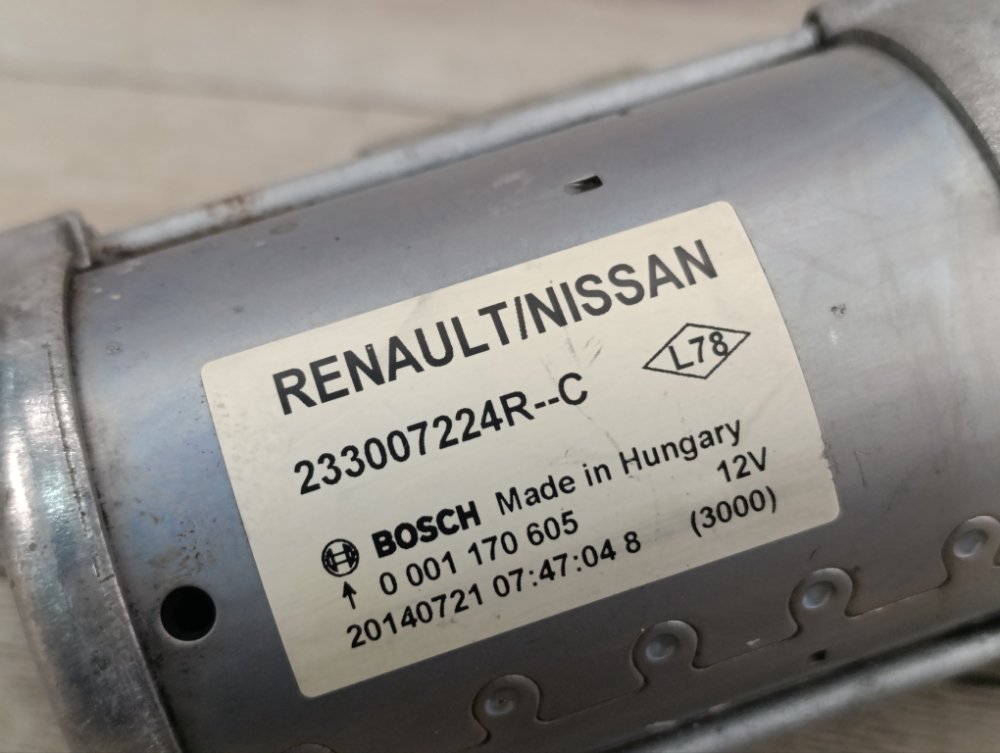 RENAULT/NISSAN
233007224R--C
L78
BOSCH Made in Hungary
0 001 170 605 12V
20140721 07:47:04 8 (3000)